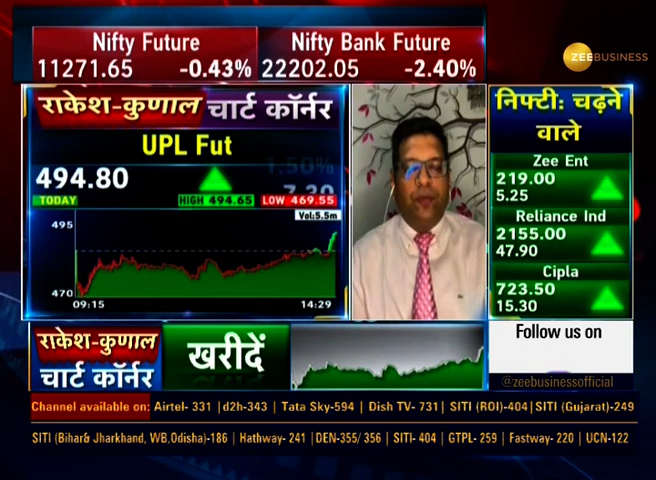 Nifty Future
11271.65 -0.43%
Nifty Bank Future
22202.05 -2.40%
ZEEBUSINESS
राकेश-कुणाल चार्ट कॉर्नर
UPL Fut
494.80
1.50%
7.30
TODAY
HIGH 494.65 LOW 469.55
Vol:5.5m
495
470
09:15 14:29
निफ्टी: चढ़ने
वाले
Zee Ent
219.00
5.25
Reliance Ind
2155.00
47.90
Cipla
723.50
15.30
राकेश-कुणाल
चार्ट कॉर्नर
खरीदें
Follow us on
@zeebusinessofficial
Channel available on: Airtel- 331 | d2h-343 | Tata Sky-594 | Dish TV- 731| SITI (ROI)-404| SITI (Gujarat)-249
SITI (Bihar& Jharkhand, WB,Odisha)-186 | Hathway- 241 |DEN-355/ 356 | SITI- 404 | GTPL- 259 | Fastway- 220 | UCN-122